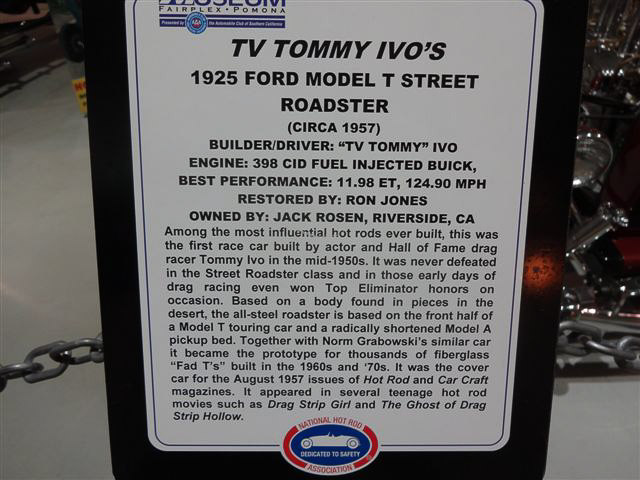 MUSEUM
FAIRPLEX • POMONA
Presented by the Automobile Club of Southern California
TV TOMMY IVO'S
1925 FORD MODEL T STREET
ROADSTER
(CIRCA 1957)
BUILDER/DRIVER: "TV TOMMY" IVO
ENGINE: 398 CID FUEL INJECTED BUICK,
BEST PERFORMANCE: 11.98 ET, 124.90 MPH
RESTORED BY: RON JONES
OWNED BY: JACK ROSEN, RIVERSIDE, CA
Among the most influential hot rods ever built, this was
the first race car built by actor and Hall of Fame drag
racer Tommy Ivo in the mid-1950s. It was never defeated
in the Street Roadster class and in those early days of
drag racing even won Top Eliminator honors on
occasion. Based on a body found in pieces in the
desert, the all-steel roadster is based on the front half of
a Model T touring car and a radically shortened Model A
pickup bed. Together with Norm Grabowski's similar car
it became the prototype for thousands of fiberglass
"Fad T's" built in the 1960s and '70s. It was the cover
car for the August 1957 issues of Hot Rod and Car Craft
magazines. It appeared in several teenage hot rod
movies such as Drag Strip Girl and The Ghost of Drag
Strip Hollow.
NATIONAL HOT ROD
DEDICATED TO SAFETY
ASSOCIATION